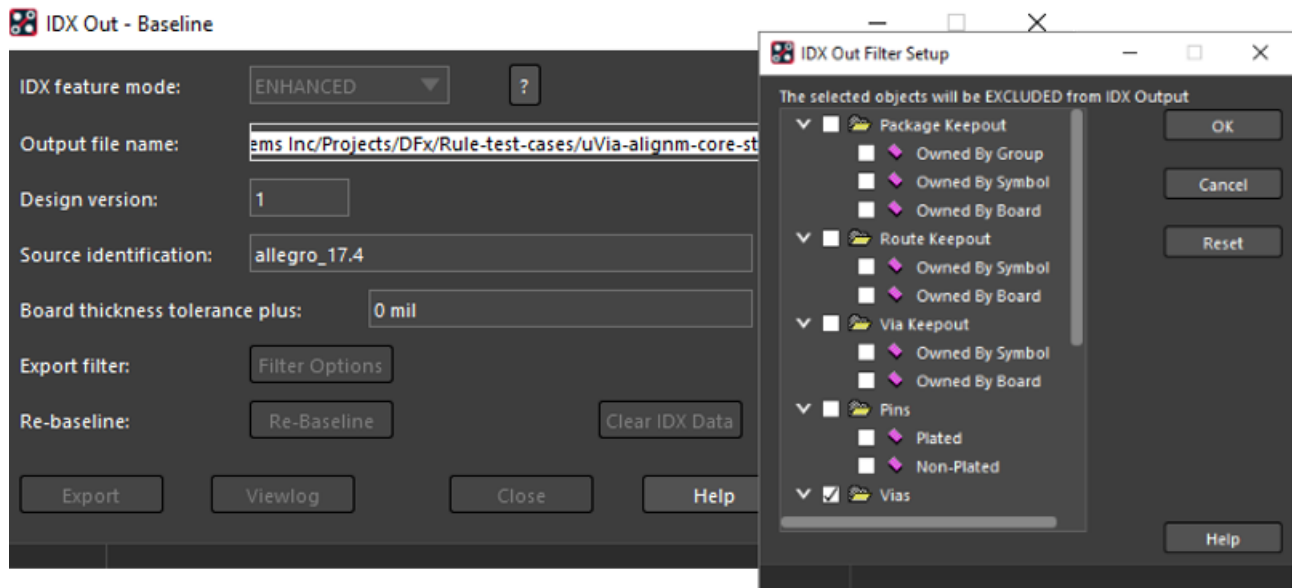 IDX Out - Baseline
IDX feature mode:
ENHANCED
?
Output file name:
ems Inc/Projects/DFx/Rule-test-cases/uVia-alignm-core-st
Design version:
1
Source identification:
allegro_17.4
Board thickness tolerance plus:
0 mil
Export filter:
Filter Options
Re-baseline:
Re-Baseline
Clear IDX Data
Export
Viewlog
Close
Help
IDX Out Filter Setup
The selected objects will be EXCLUDED from IDX Output
Package Keepout
Owned By Group
Owned By Symbol
Owned By Board
Route Keepout
Owned By Symbol
Owned By Board
Via Keepout
Owned By Symbol
Owned By Board
Pins
Plated
Non-Plated
Vias
OK
Cancel
Reset
Help